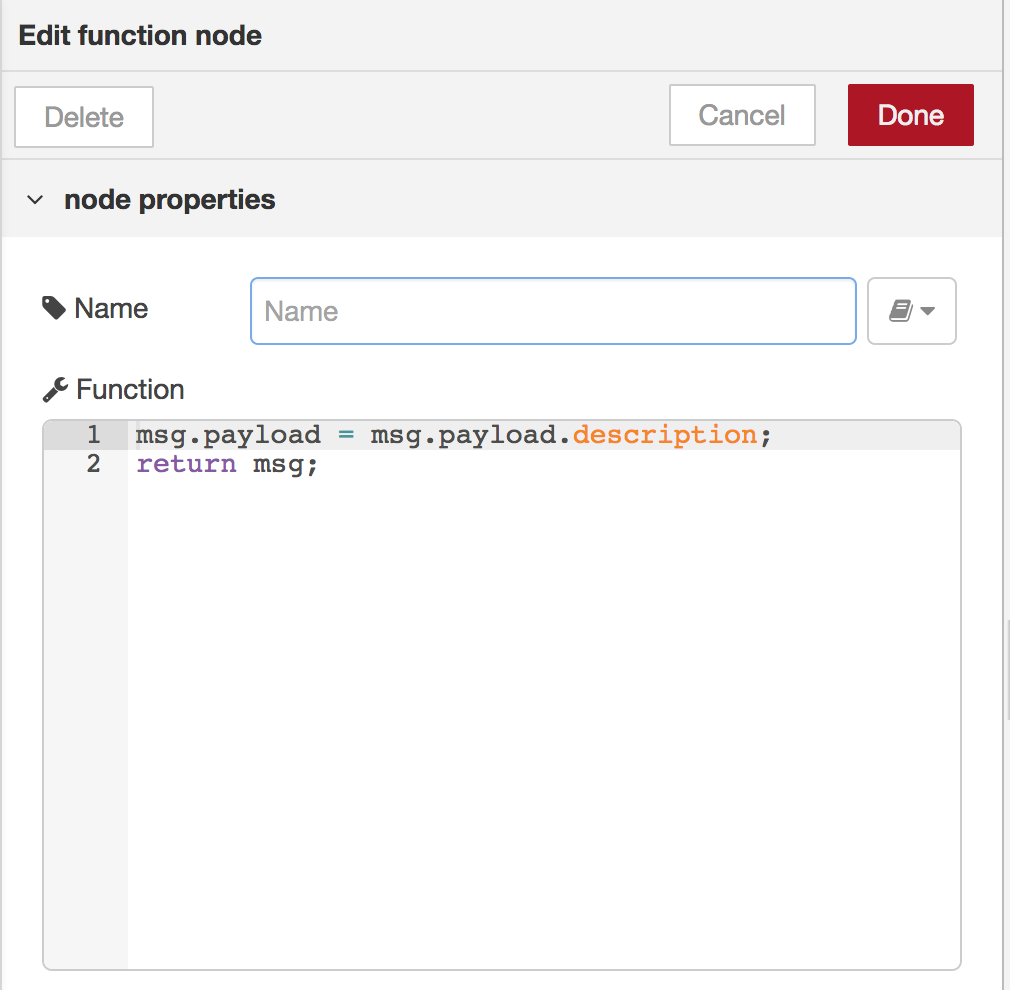 Edit function node
Delete Cancel Done
node properties
Name Name
Function
1 msg.payload = msg.payload.description;
2 return msg;